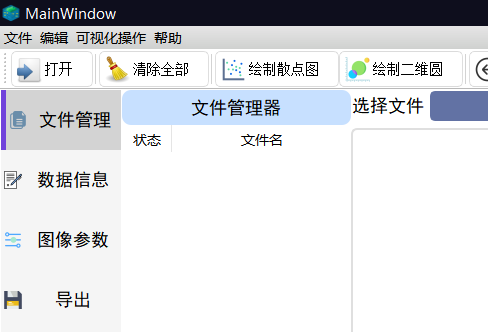 MainWindow
文件 编辑 可视化操作 帮助
打开 清除全部 绘制散点图 绘制二维圆
文件管理 文件管理器 选择文件
状态 文件名
数据信息
图像参数
导出